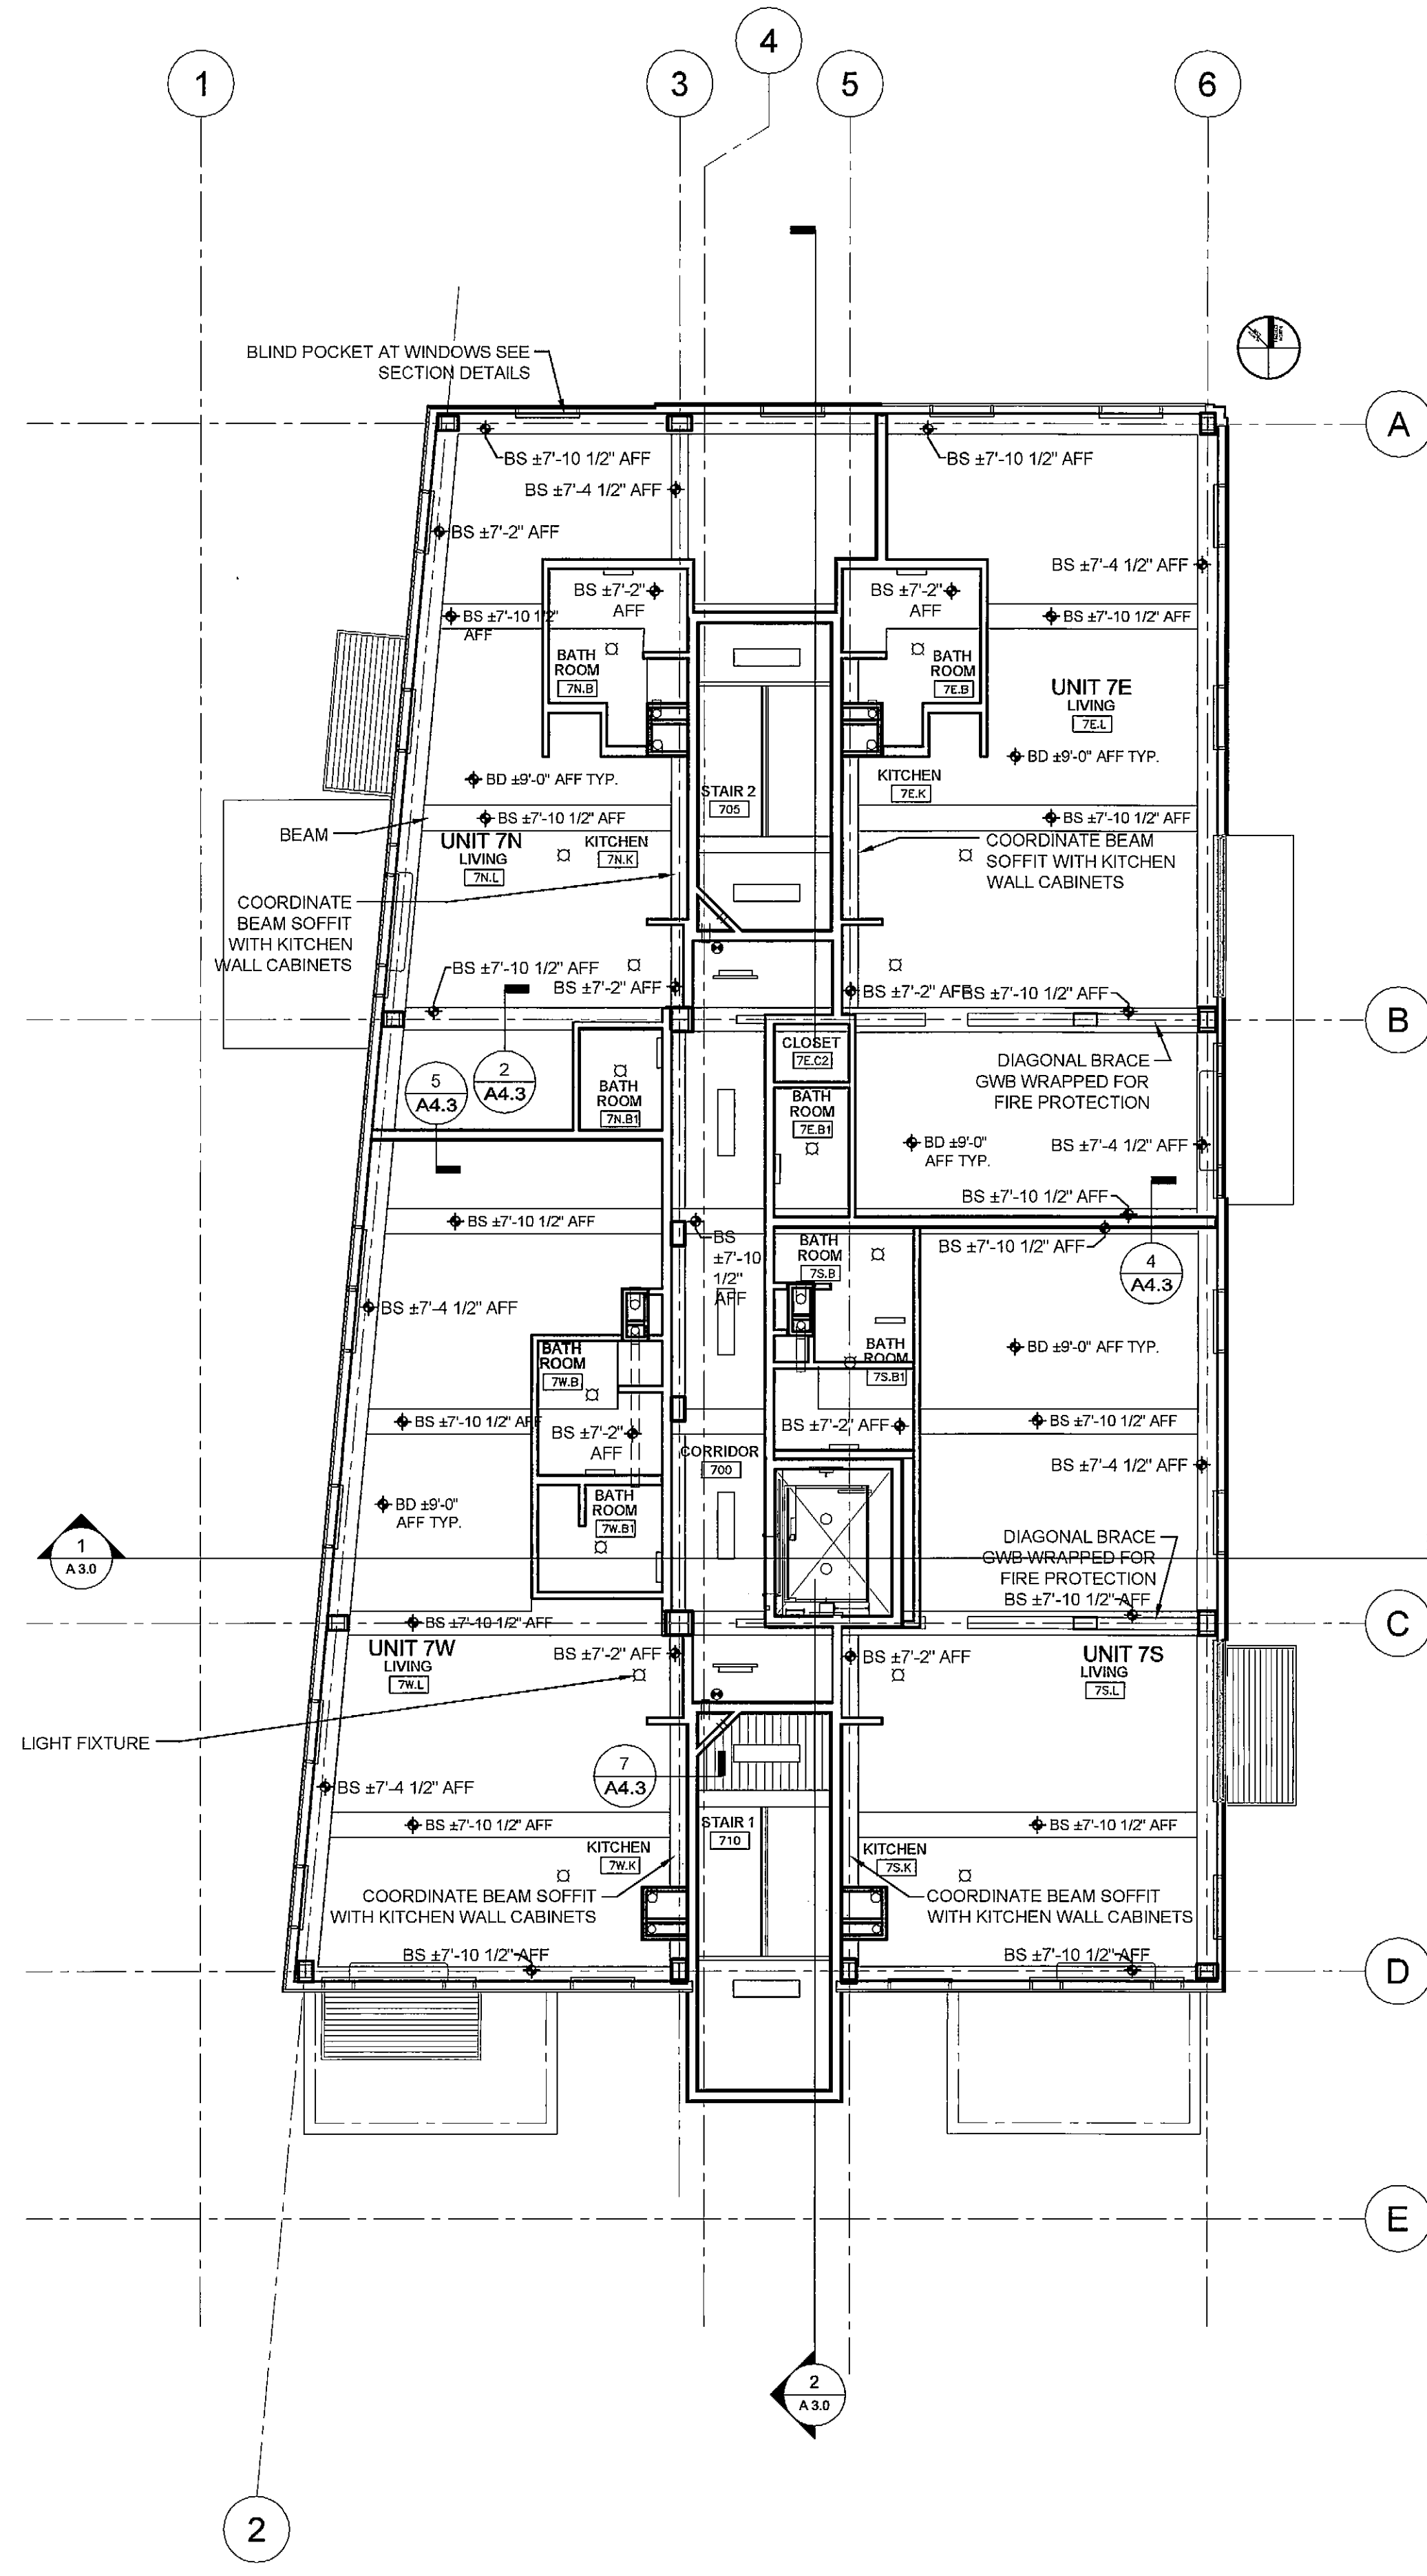 4
1
3
5
6
BLIND POCKET AT WINDOWS SEE
SECTION DETAILS
A
BS ±7'-10 1/2" AFF
BS ±7'-10 1/2" AFF
BS ±7'-4 1/2" AFF
BS ±7'-2" AFF
BS ±7'-4 1/2" AFF
BS ±7'-2"
AFF
BS ±7'-2"
AFF
BS ±7'-10 1/2"
AFF
BS ±7'-10 1/2" AFF
BATH
ROOM
7N.B
BATH
ROOM
7E.B
UNIT 7E
LIVING
7E.L
BD ±9'-0" AFF TYP.
BD ±9'-0" AFF TYP.
KITCHEN
7E.K
STAIR 2
705
BS ±7'-10 1/2" AFF
BS ±7'-10 1/2" AFF
BEAM
UNIT 7N
LIVING
7N.L
KITCHEN
7N.K
COORDINATE BEAM
SOFFIT WITH KITCHEN
WALL CABINETS
COORDINATE
BEAM SOFFIT
WITH KITCHEN
WALL CABINETS
BS ±7'-10 1/2" AFF
BS ±7'-2" AFF
BS ±7'-2" AFF
BS ±7'-10 1/2" AFF
B
CLOSET
7E.C2
DIAGONAL BRACE
GWB WRAPPED FOR
FIRE PROTECTION
5
A4.3
2
A4.3
BATH
ROOM
7N.B1
BATH
ROOM
7E.B1
BD ±9'-0"
AFF TYP.
BS ±7'-4 1/2" AFF
BS ±7'-10 1/2" AFF
BS ±7'-10 1/2" AFF
BS
±7'-10
1/2"
AFF
BATH
ROOM
7S.B
BS ±7'-10 1/2" AFF
4
A4.3
BS ±7'-4 1/2" AFF
BATH
ROOM
7W.B
BATH
ROOM
7S.B1
BD ±9'-0" AFF TYP.
BS ±7'-10 1/2" AFF
BS ±7'-2"
AFF
BS ±7'-2" AFF
BS ±7'-10 1/2" AFF
CORRIDOR
700
BS ±7'-4 1/2" AFF
BD ±9'-0"
AFF TYP.
BATH
ROOM
7W.B1
1
A 3.0
DIAGONAL BRACE
GWB WRAPPED FOR
FIRE PROTECTION
BS ±7'-10 1/2" AFF
BS ±7'-10 1/2" AFF
C
UNIT 7W
LIVING
7W.L
BS ±7'-2" AFF
BS ±7'-2" AFF
UNIT 7S
LIVING
7S.L
LIGHT FIXTURE
7
A4.3
BS ±7'-4 1/2" AFF
BS ±7'-10 1/2" AFF
STAIR 1
710
BS ±7'-10 1/2" AFF
KITCHEN
7W.K
KITCHEN
7S.K
COORDINATE BEAM SOFFIT
WITH KITCHEN WALL CABINETS
COORDINATE BEAM SOFFIT
WITH KITCHEN WALL CABINETS
BS ±7'-10 1/2" AFF
BS ±7'-10 1/2" AFF
D
E
2
A 3.0
2